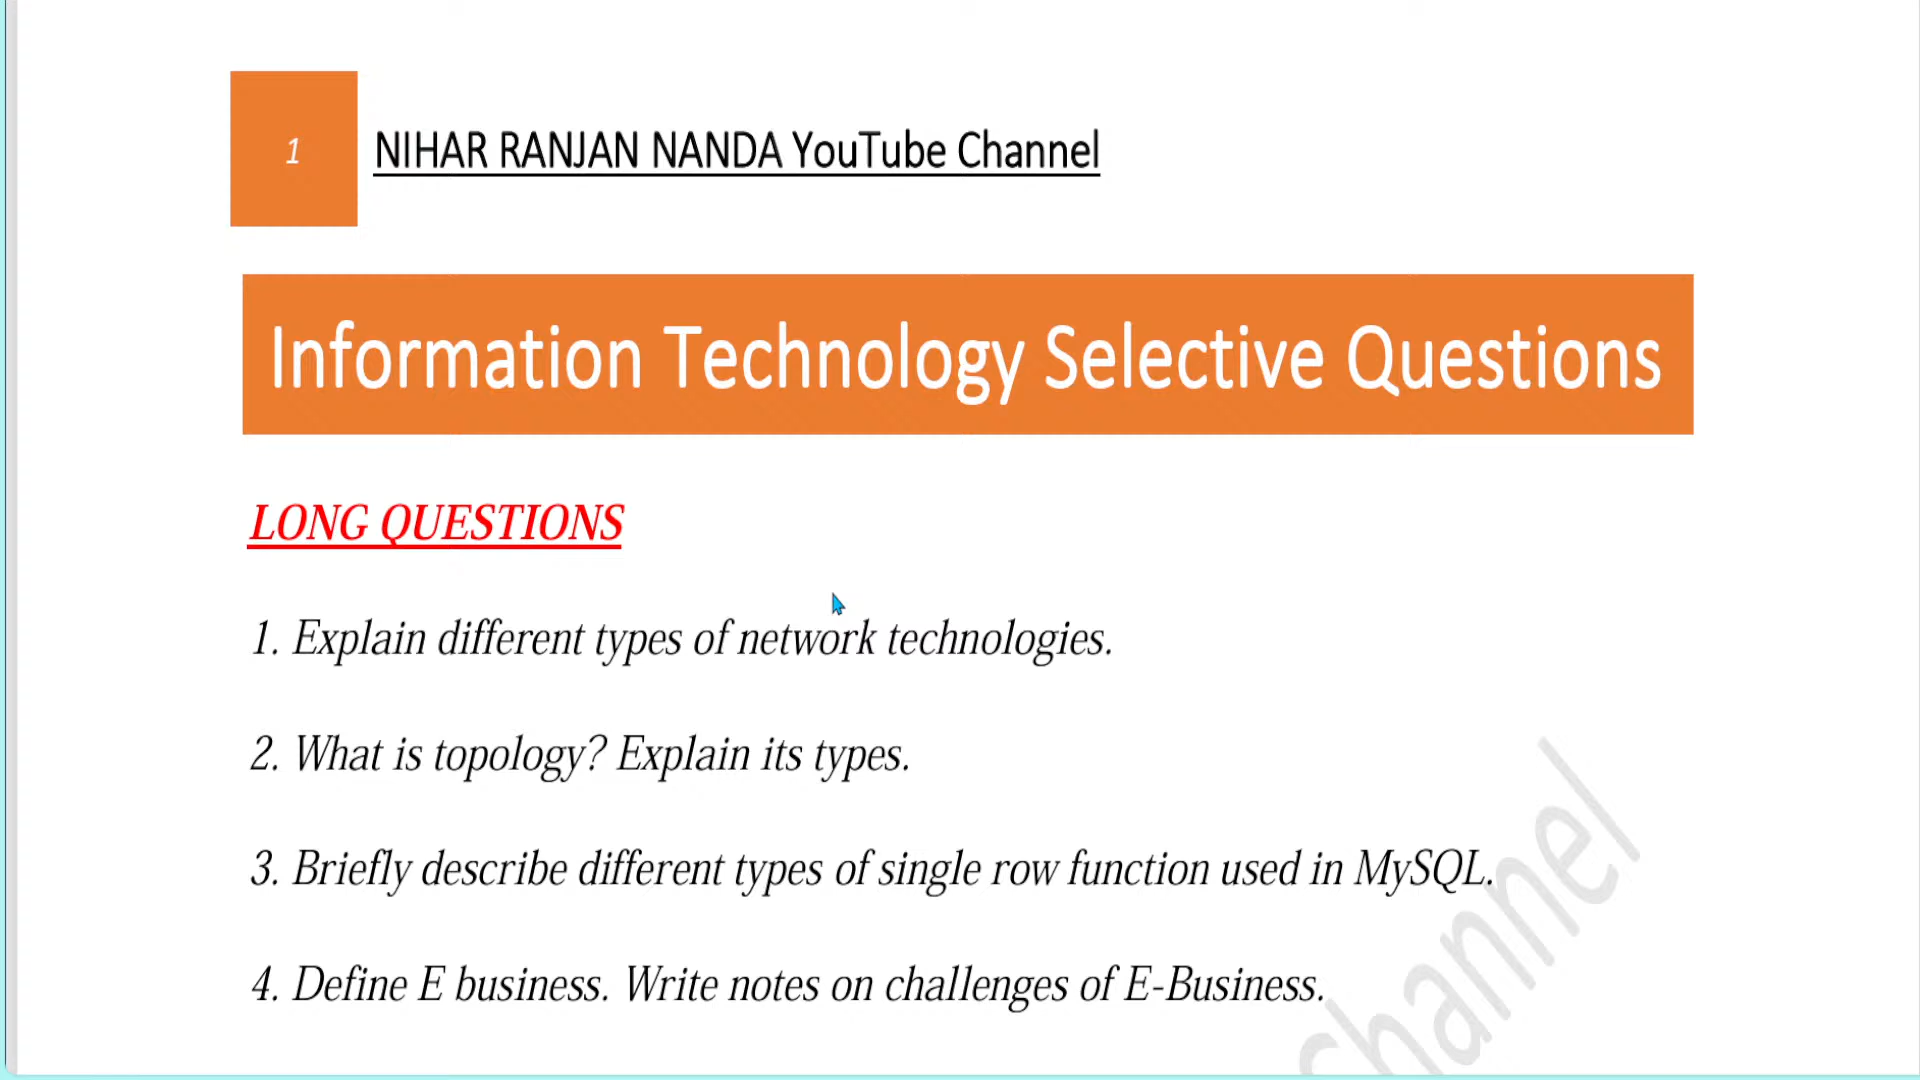 1
NIHAR RANJAN NANDA YouTube Channel
Information Technology Selective Questions
LONG QUESTIONS
1. Explain different types of network technologies.
2. What is topology? Explain its types.
3. Briefly describe different types of single row function used in MySQL.
4. Define E business. Write notes on challenges of E-Business.
Channel